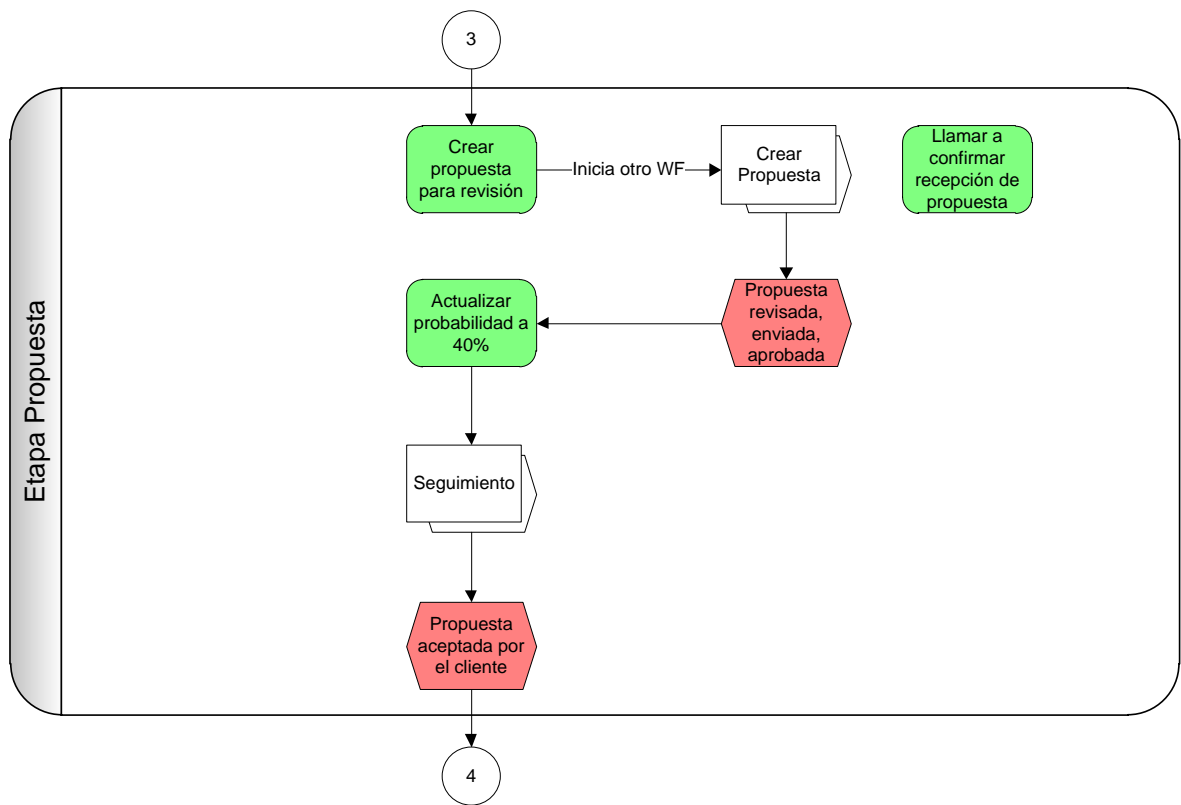 3
Etapa Propuesta
Crear
propuesta
para revisión
Inicia otro WF
Crear
Propuesta
Llamar a
confirmar
recepción de
propuesta
Propuesta
revisada,
enviada,
aprobada
Actualizar
probabilidad a
40%
Seguimiento
Propuesta
aceptada por
el cliente
4